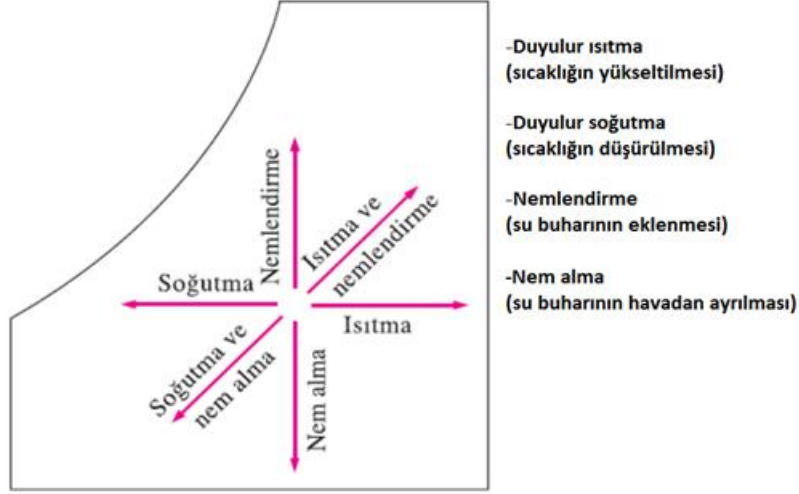 -Duyulur ısıtma
(sıcaklığın yükseltilmesi)
-Duyulur soğutma
(sıcaklığın düşürülmesi)
-Nemlendirme
(su buharının eklenmesi)
-Nem alma
(su buharının havadan ayrılması)
Nemlendirme
Isıtma ve
nemlendirme
Soğutma
Isıtma
Soğutma ve
nem alma
Nem alma